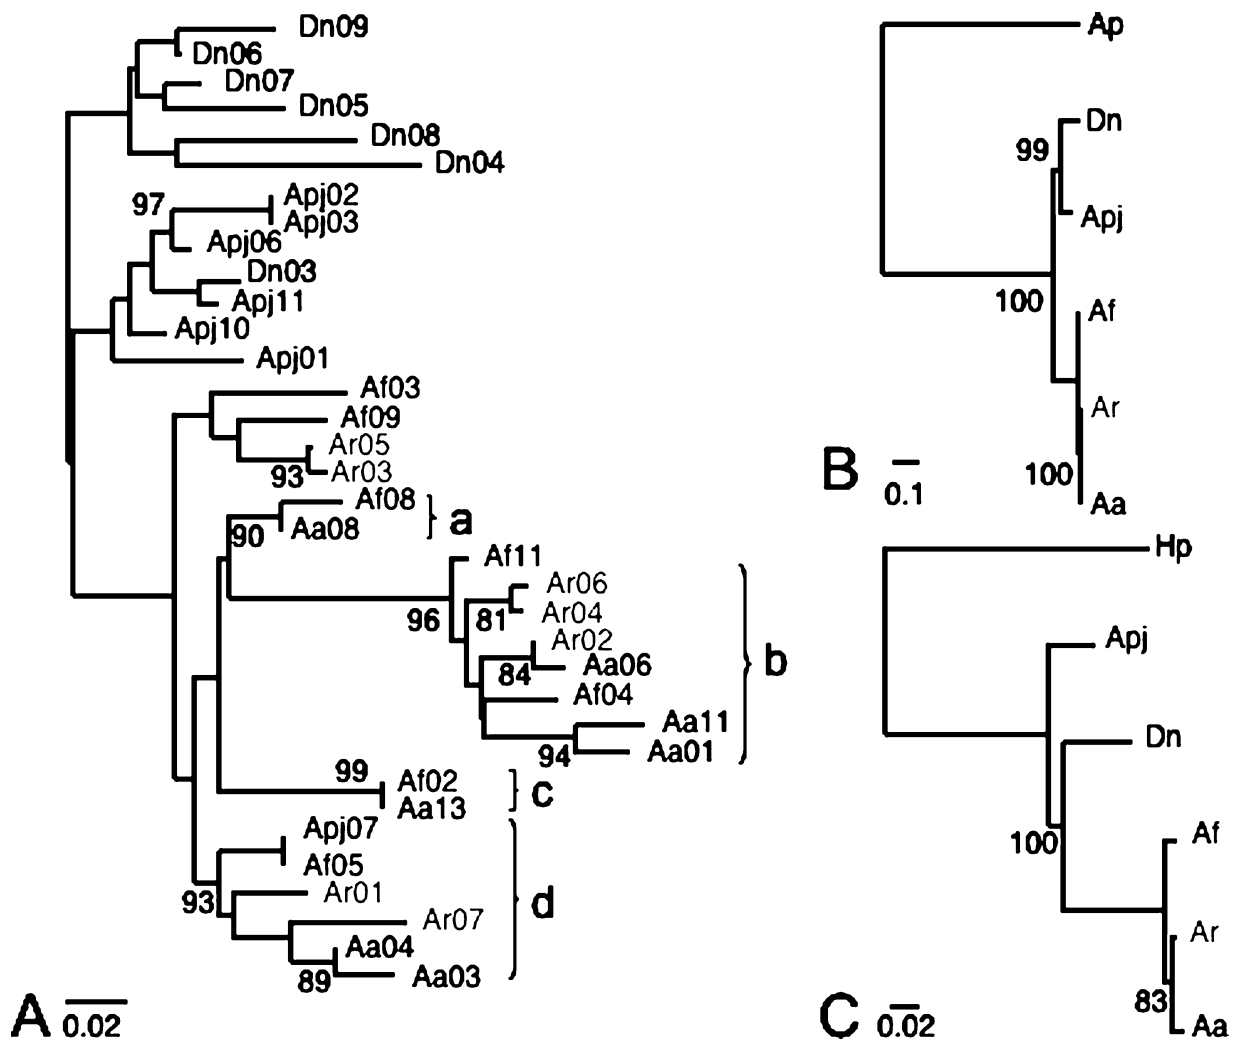 Dn09
Dn06
Dn07
Dn05
Dn08
Dn04
97
Apj02
Apj03
Apj06
Dn03
Apj11
Apj10
Apj01
Af03
Af09
Ar05
Ar03
93
Af08
Aa08
90
a
Af11
Ar06
Ar04
81
96
Ar02
Aa06
84
Af04
Aa11
Aa01
94
b
99
Af02
Aa13
c
Apj07
Af05
Ar01
93
Ar07
Aa04
Aa03
89
d
A
0.02
Ap
Dn
99
Apj
100
Af
Ar
100
Aa
B
0.1
Hp
Apj
Dn
100
Af
Ar
83
Aa
C
0.02